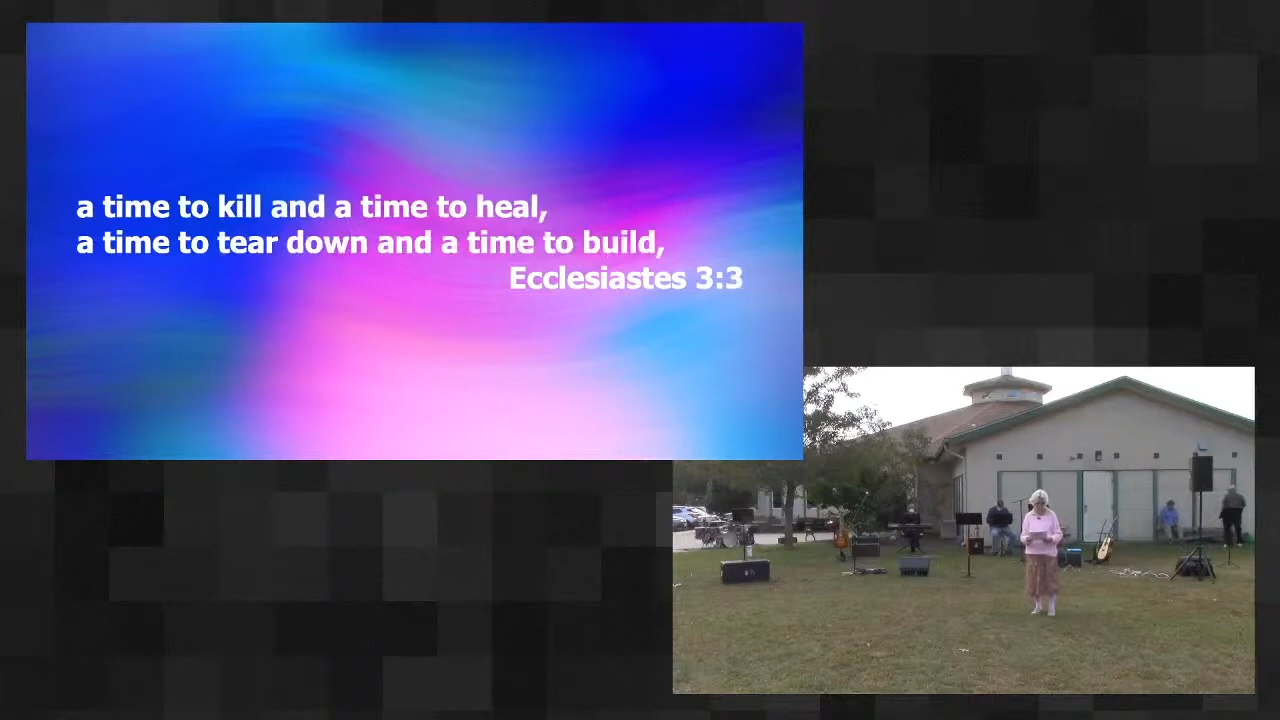 a time to kill and a time to heal,
a time to tear down and a time to build,
Ecclesiastes 3:3